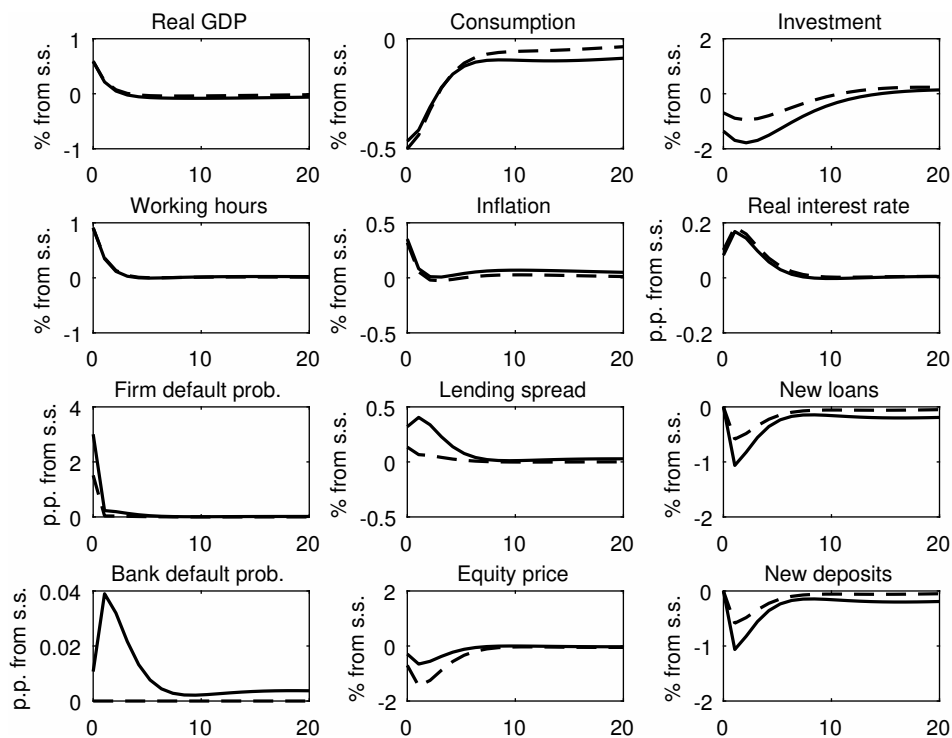 Real GDP
1
0
-1
% from s.s.
0 10 20
Consumption
0
-0.5
% from s.s.
0 10 20
Investment
2
0
-2
% from s.s.
0 10 20
Working hours
1
0
-1
% from s.s.
0 10 20
Inflation
0.5
0
-0.5
% from s.s.
0 10 20
Real interest rate
0.2
0
-0.2
p.p. from s.s.
0 10 20
Firm default prob.
4
2
0
p.p. from s.s.
0 10 20
Lending spread
0.5
0
-0.5
% from s.s.
0 10 20
New loans
0
-1
-2
% from s.s.
0 10 20
Bank default prob.
0.04
0.02
0
p.p. from s.s.
0 10 20
Equity price
2
0
-2
% from s.s.
0 10 20
New deposits
0
-1
-2
% from s.s.
0 10 20